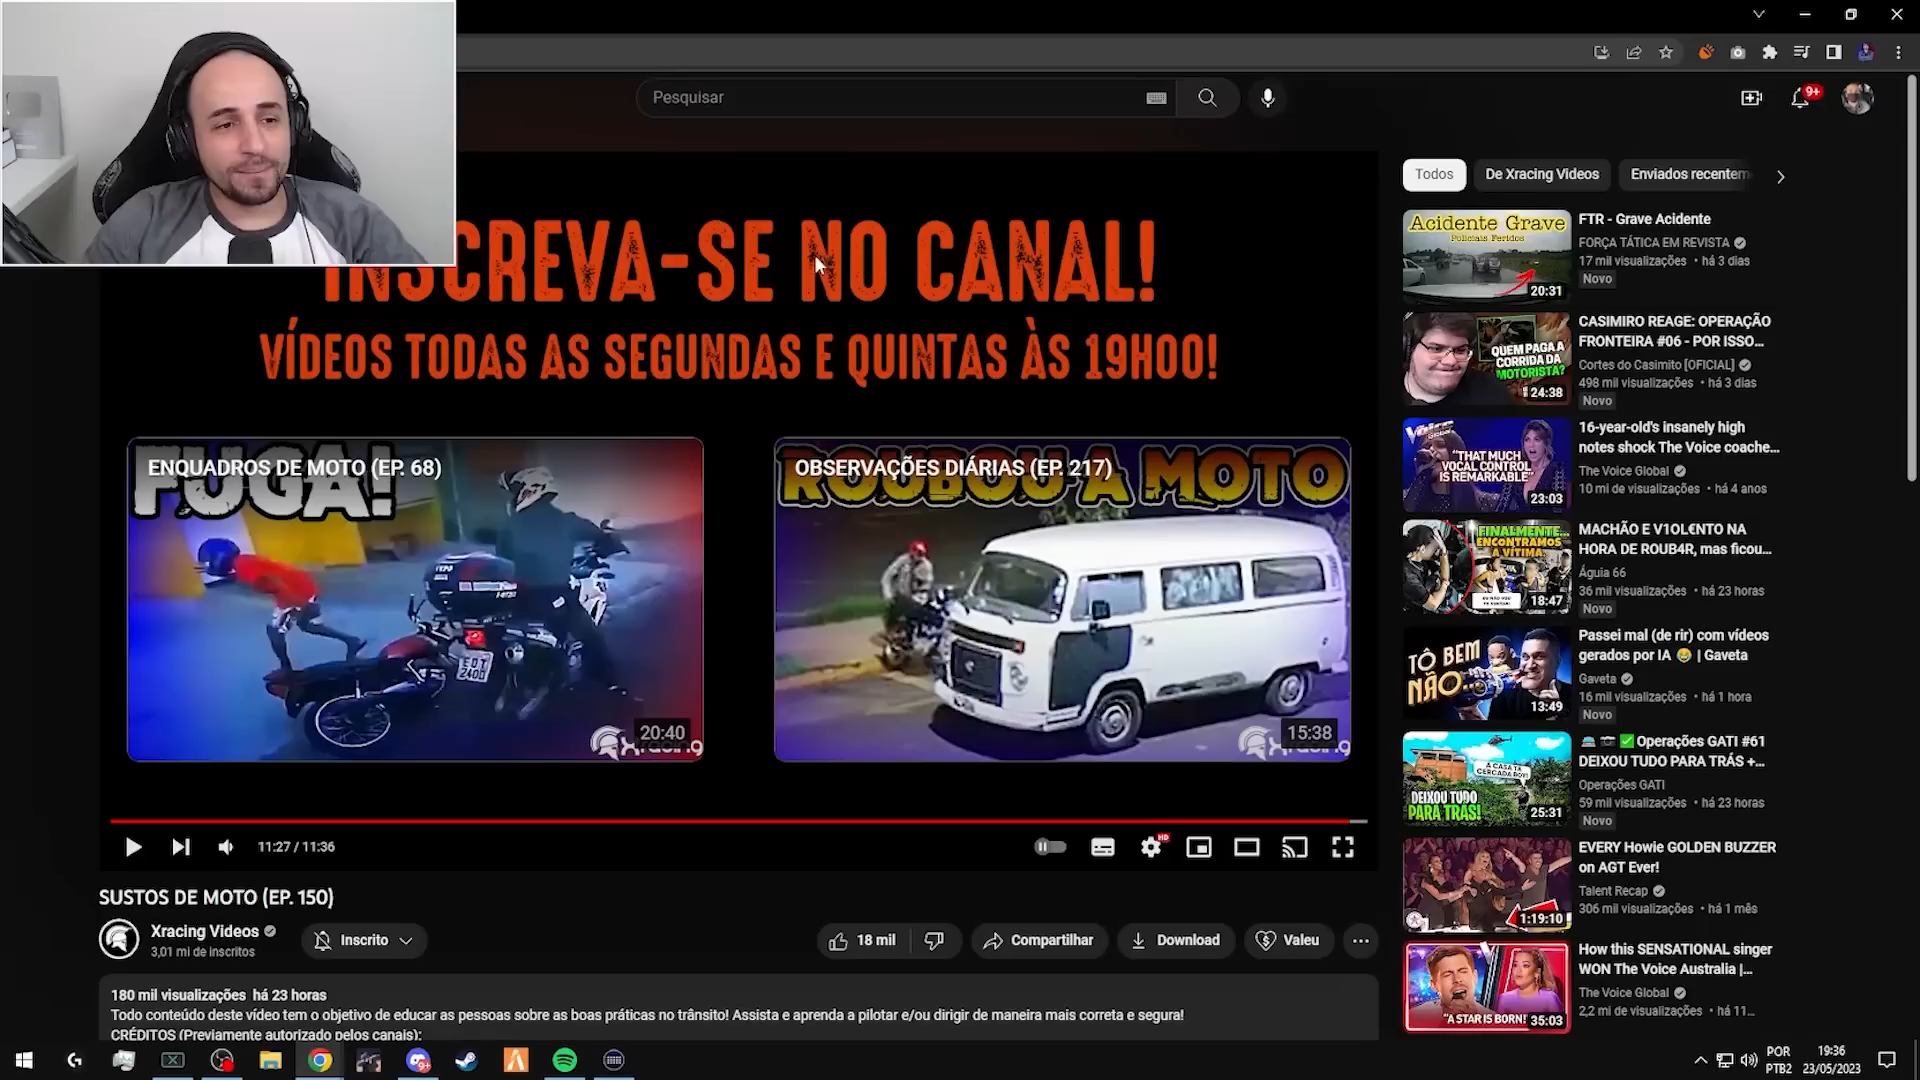 Pesquisar
9+
INSCREVA-SE NO CANAL!
VÍDEOS TODAS AS SEGUNDAS E QUINTAS ÀS 19H00!
FUGA!
ENQUADROS DE MOTO (EP. 68)
EOT
2400
20:40
xracing
ROUBOU A MOTO
OBSERVAÇÕES DIÁRIAS (EP. 217)
15:38
xracing
11:27 / 11:36
HD
SUSTOS DE MOTO (EP. 150)
Xracing Videos
3,01 mi de inscritos
Inscrito
18 mil
Compartilhar
Download
Valeu
180 mil visualizações há 23 horas
Todo conteúdo deste vídeo tem o objetivo de educar as pessoas sobre as boas práticas no trânsito! Assista e aprenda a pilotar e/ou dirigir de maneira mais correta e segura!
CRÉDITOS (Previamente autorizado pelos canais):
Todos
De Xracing Videos
Enviados recentem
Acidente Grave
Policiais Feridos
20:31
FTR - Grave Acidente
FORÇA TÁTICA EM REVISTA
17 mil visualizações • há 3 dias
Novo
QUEM PAGA A
CORRIDA DA
MOTORISTA?
24:38
CASIMIRO REAGE: OPERAÇÃO
FRONTEIRA #06 - POR ISSO...
Cortes do Casimito [OFICIAL]
498 mil visualizações • há 3 dias
Novo
Voice
"THAT MUCH
VOCAL CONTROL
IS REMARKABLE"
23:03
16-year-old's insanely high
notes shock The Voice coache...
The Voice Global
10 mi de visualizações • há 4 anos
FINALMENTE...
ENCONTRAMOS
A VÍTIMA
18:47
MACHÃO E V1OL€NTO NA
HORA DE ROUB4R, mas ficou...
Águia 66
36 mil visualizações • há 23 horas
Novo
TÔ BEM
NÃO...
13:49
Passei mal (de rir) com vídeos
gerados por IA 😂 | Gaveta
Gaveta
16 mil visualizações • há 1 hora
Novo
A CASA TA
CERCADA BOY!
DEIXOU TUDO
PARA TRÁS!
25:31
Operações GATI #61
DEIXOU TUDO PARA TRÁS +...
Operações GATI
59 mil visualizações • há 23 horas
Novo
1:19:10
EVERY Howie GOLDEN BUZZER
on AGT Ever!
Talent Recap
306 mil visualizações • há 1 mês
"A STAR IS BORN!"
35:03
How this SENSATIONAL singer
WON The Voice Australia |...
The Voice Global
2,2 mi de visualizações • há 11...
9+
POR
PTB2
19:36
23/05/2023